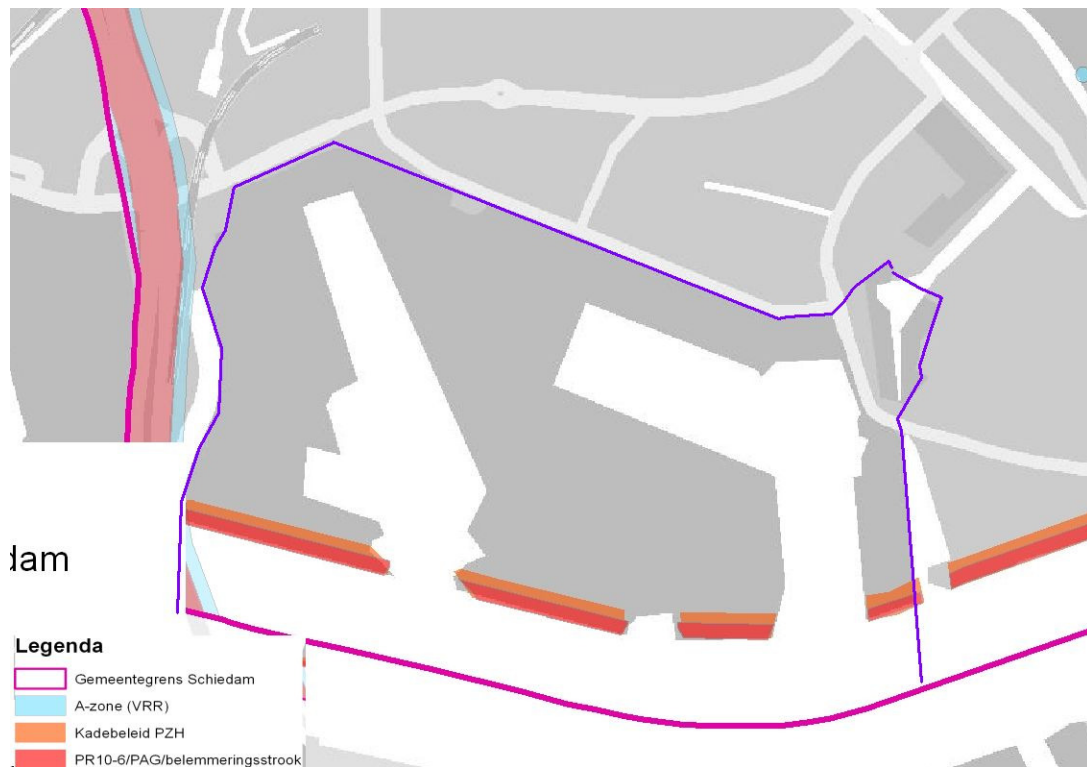 dam
Legenda
Gemeentegrens Schiedam
A-zone (VRR)
Kadebeleid PZH
PR10-6/PAG/belemmeringsstrook